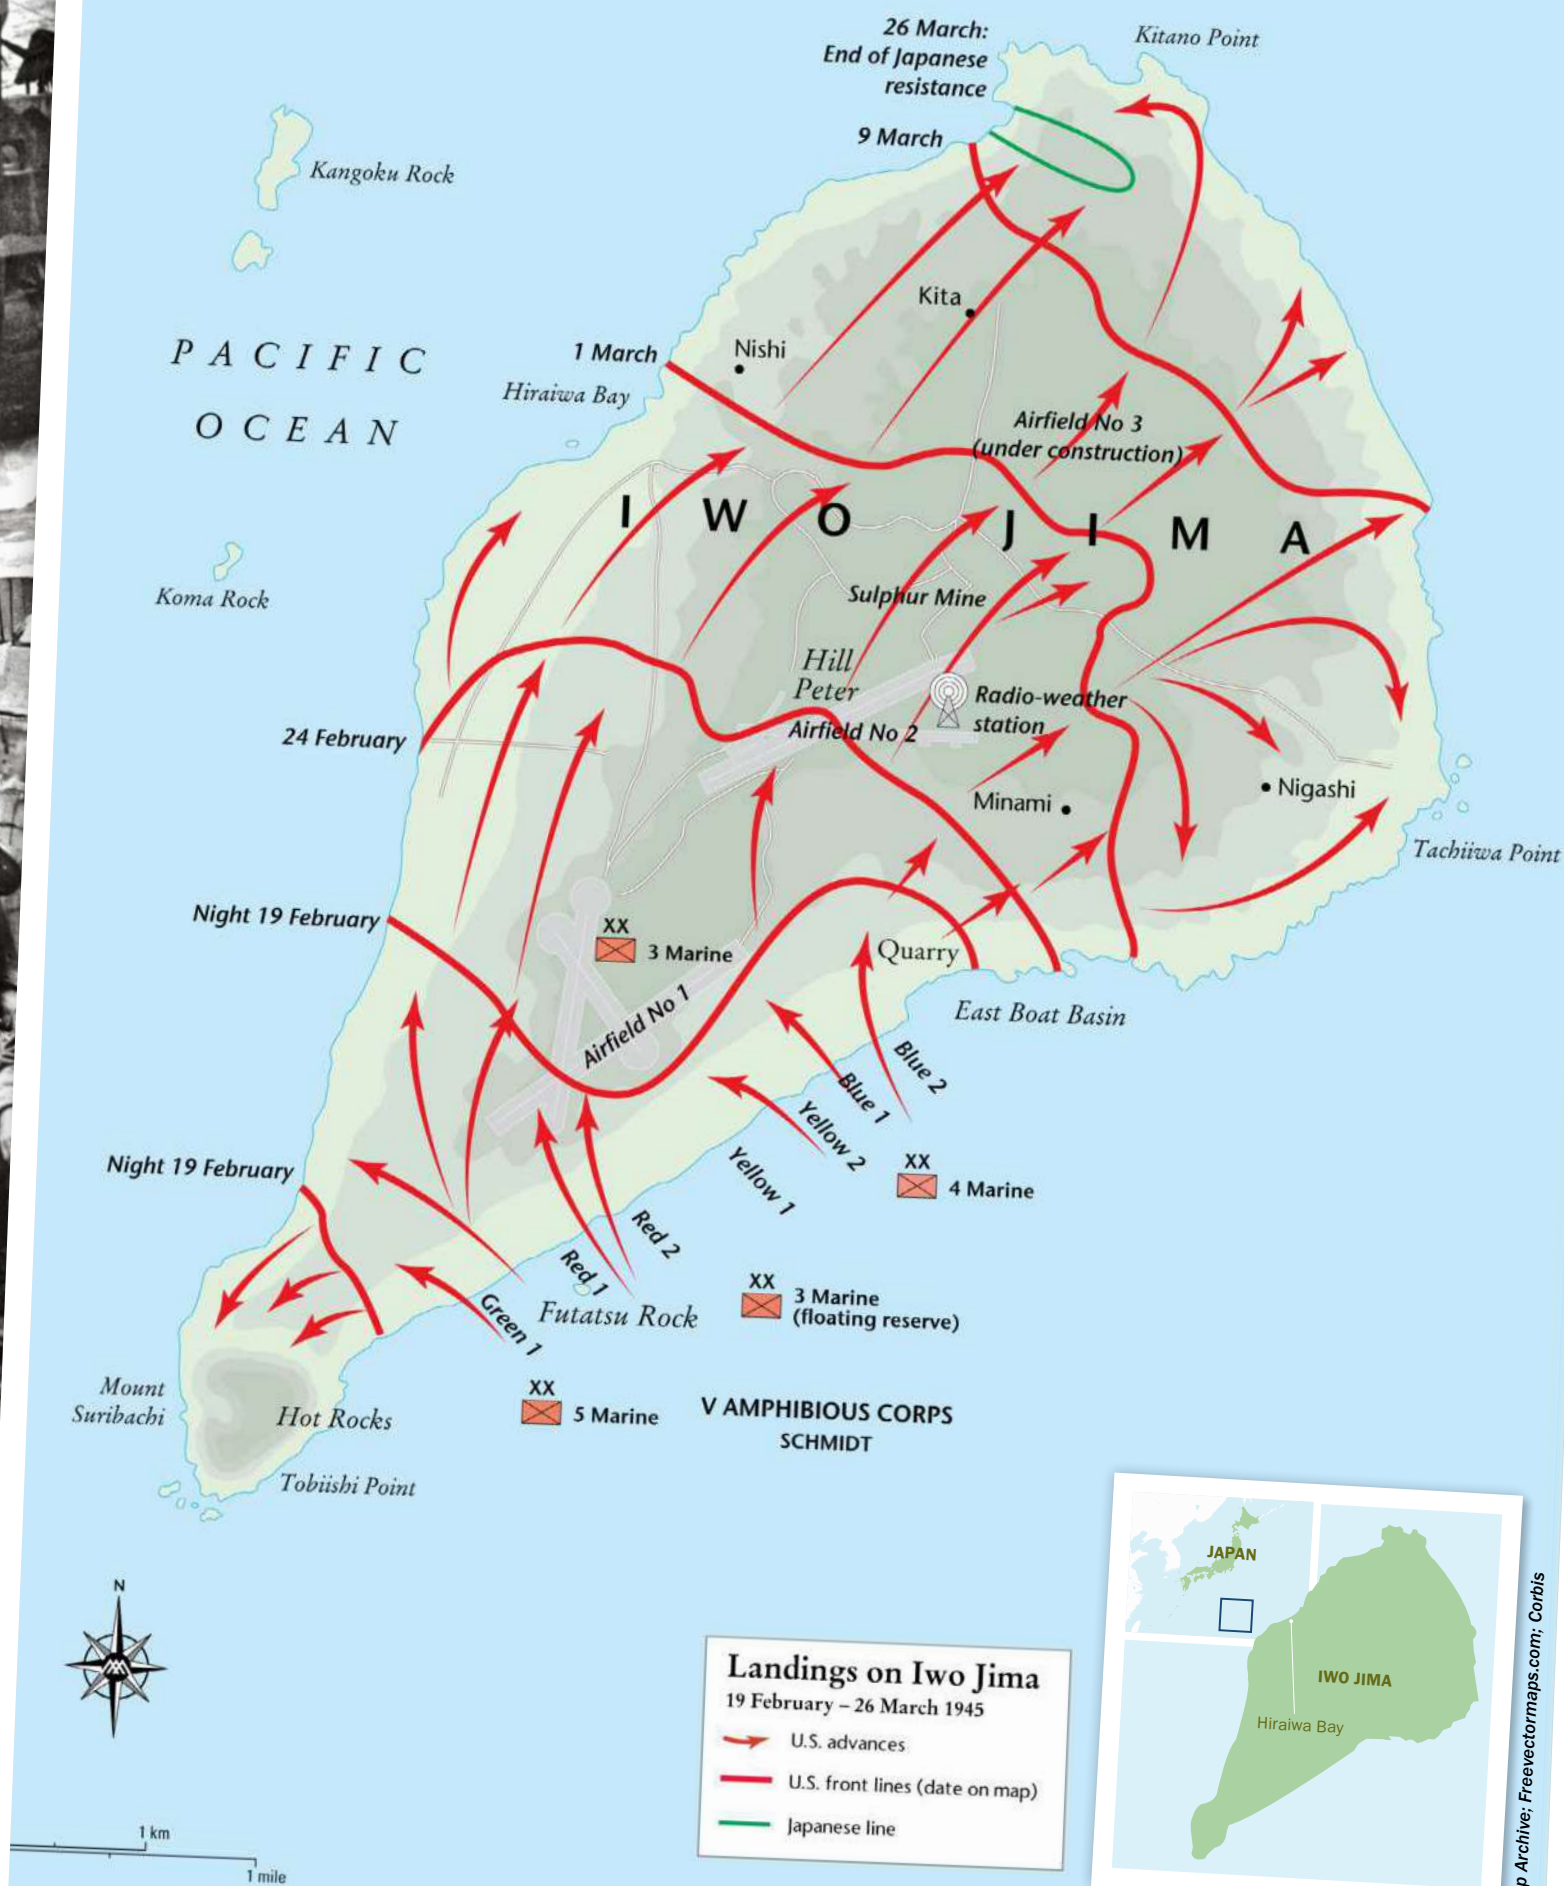 26 March:
End of Japanese
resistance
Kitano Point
9 March
Kangoku Rock
PACIFIC
OCEAN
Kita
1 March
Nishi
Hiraiwa Bay
Airfield No 3
(under construction)
IWO JIMA
Koma Rock
Sulphur Mine
Hill
Peter
Radio-weather
station
24 February
Airfield No 2
Minami
Nigashi
Tachiiwa Point
Night 19 February
XX
3 Marine
Quarry
Airfield No 1
East Boat Basin
Blue 2
Blue 1
Yellow 2
Yellow 1
XX
4 Marine
Night 19 February
Red 2
Red 1
Green 1
Futatsu Rock
XX
3 Marine
(floating reserve)
Mount
Suribachi
Hot Rocks
XX
5 Marine
V AMPHIBIOUS CORPS
SCHMIDT
Tobiishi Point
N
1 km
1 mile
Landings on Iwo Jima
19 February – 26 March 1945
U.S. advances
U.S. front lines (date on map)
Japanese line
JAPAN
IWO JIMA
Hiraiwa Bay
Archive; Freevectormaps.com; Corbis